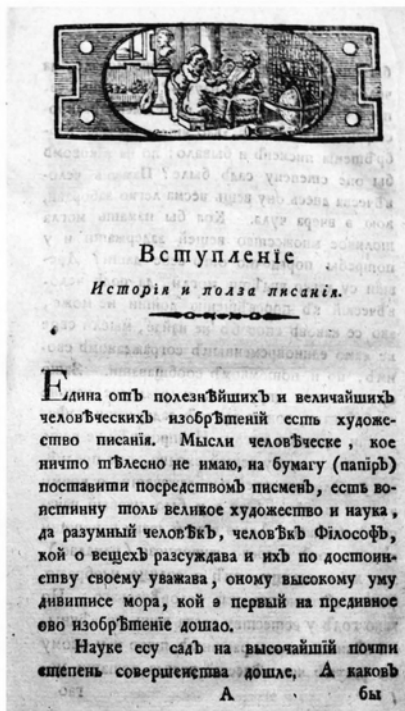 Вступленіе
Исторія и полза писанія.
Едина отъ полезнѣйшихъ и величайшихъ
человѣческихъ изобрѣтеній есть художе-
ство писанія. Мысли человѣческе, кое
ничто тѣлесно не имаю, на бумагу (папіръ)
поставити посредствомъ писменъ, есть во-
истинну толь великое художество и наука,
да разумный человѣкъ, человѣкъ Філософъ,
кой о вещехъ разсуждава и ихъ по достоин-
ству своему уважава, оному высокому уму
дивитисе мора, кой э первый на предивное
ово изобрѣтеніе дошао.
Науке есу садъ на высочайшій почти
степень совершенства дошле, А каковъ
А бы